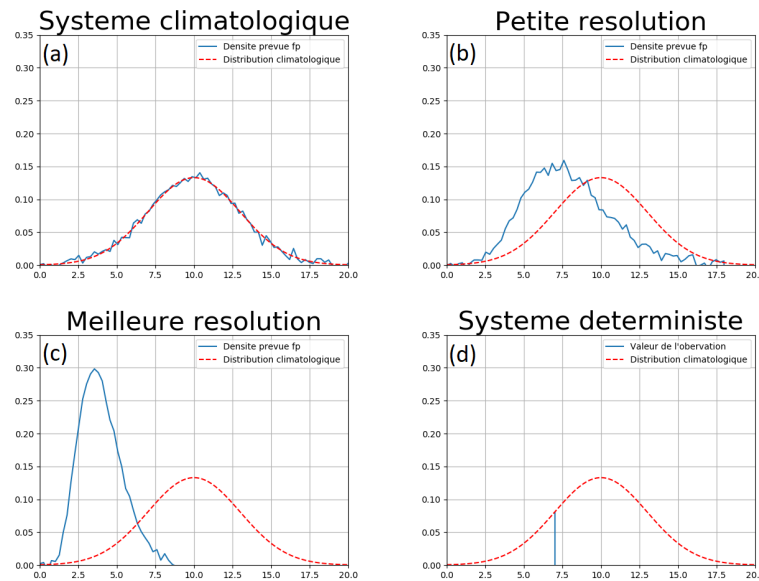 Systeme climatologique
(a)
Densite prevue fp
Distribution climatologique
0.35
0.30
0.25
0.20
0.15
0.10
0.05
0.00
0.0 2.5 5.0 7.5 10.0 12.5 15.0 17.5 20.0
Petite resolution
(b)
Densite prevue fp
Distribution climatologique
0.35
0.30
0.25
0.20
0.15
0.10
0.05
0.00
0.0 2.5 5.0 7.5 10.0 12.5 15.0 17.5 20.
Meilleure resolution
(c)
Densite prevue fp
Distribution climatologique
0.35
0.30
0.25
0.20
0.15
0.10
0.05
0.00
0.0 2.5 5.0 7.5 10.0 12.5 15.0 17.5 20.0
Systeme deterministe
(d)
Valeur de l'obervation
Distribution climatologique
0.35
0.30
0.25
0.20
0.15
0.10
0.05
0.00
0.0 2.5 5.0 7.5 10.0 12.5 15.0 17.5 20.